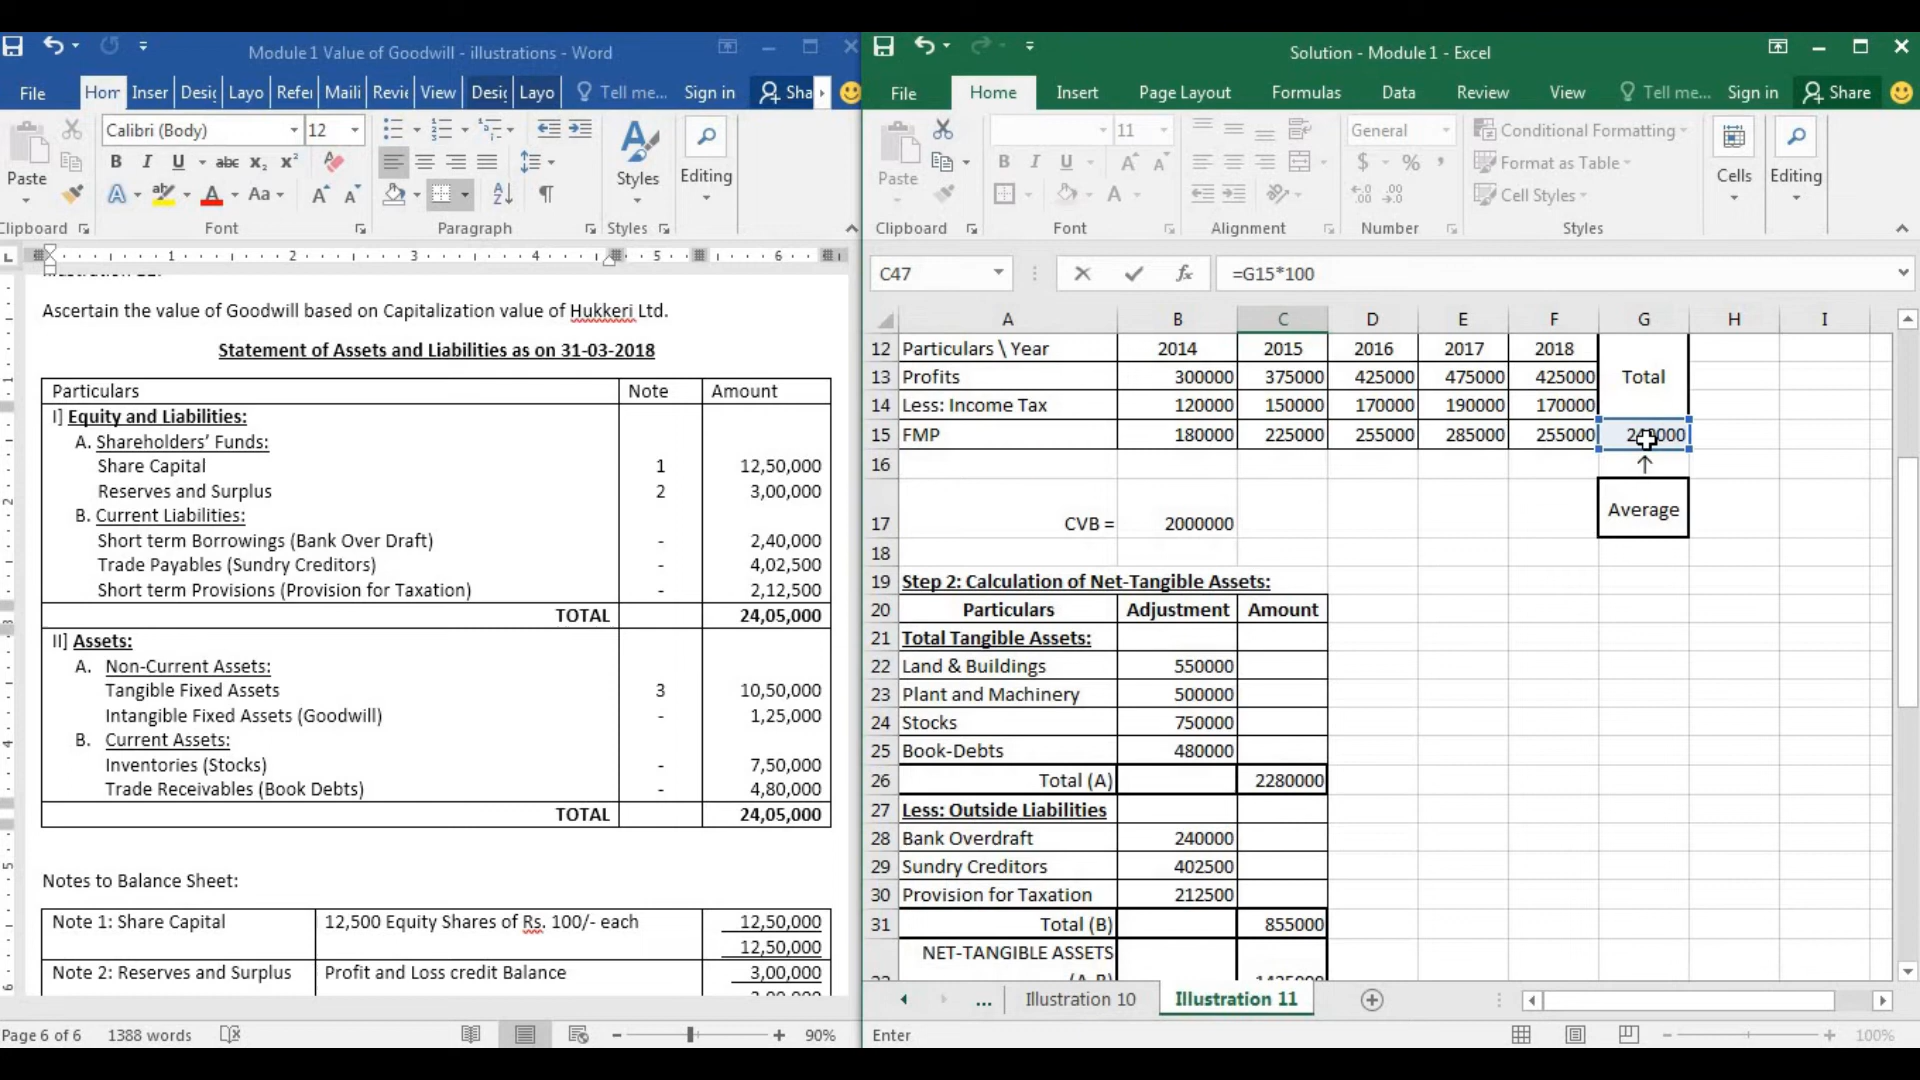 Module 1 Value of Goodwill - illustrations - Word
File Hom Inser Desig Layo Refer Maili Revie View Desig Layo Tell me... Sign in Sha
Calibri (Body) 12
Paste
Styles
Editing
Clipboard Font Paragraph Styles
Ascertain the value of Goodwill based on Capitalization value of Hukkeri Ltd.
Statement of Assets and Liabilities as on 31-03-2018
Particulars Note Amount
I] Equity and Liabilities:
A. Shareholders' Funds:
Share Capital 1 12,50,000
Reserves and Surplus 2 3,00,000
B. Current Liabilities:
Short term Borrowings (Bank Over Draft) - 2,40,000
Trade Payables (Sundry Creditors) - 4,02,500
Short term Provisions (Provision for Taxation) - 2,12,500
TOTAL 24,05,000
II] Assets:
A. Non-Current Assets:
Tangible Fixed Assets 3 10,50,000
Intangible Fixed Assets (Goodwill) - 1,25,000
B. Current Assets:
Inventories (Stocks) - 7,50,000
Trade Receivables (Book Debts) - 4,80,000
TOTAL 24,05,000
Notes to Balance Sheet:
Note 1: Share Capital 12,500 Equity Shares of Rs. 100/- each 12,50,000
12,50,000
Note 2: Reserves and Surplus Profit and Loss credit Balance 3,00,000
Page 6 of 6 1388 words 90%
Solution - Module 1 - Excel
File Home Insert Page Layout Formulas Data Review View Tell me... Sign in Share
11
General
Conditional Formatting
Format as Table
Cell Styles
Paste
Cells
Editing
Clipboard Font Alignment Number Styles
C47 fx =G15*100
A B C D E F G H I
12 Particulars \ Year 2014 2015 2016 2017 2018
13 Profits 300000 375000 425000 475000 425000 Total
14 Less: Income Tax 120000 150000 170000 190000 170000
15 FMP 180000 225000 255000 285000 255000
16
17 CVB = 2000000 Average
18
19 Step 2: Calculation of Net-Tangible Assets:
20 Particulars Adjustment Amount
21 Total Tangible Assets:
22 Land & Buildings 550000
23 Plant and Machinery 500000
24 Stocks 750000
25 Book-Debts 480000
26 Total (A) 2280000
27 Less: Outside Liabilities
28 Bank Overdraft 240000
29 Sundry Creditors 402500
30 Provision for Taxation 212500
31 Total (B) 855000
NET-TANGIBLE ASSETS
... Illustration 10 Illustration 11
Enter 100%